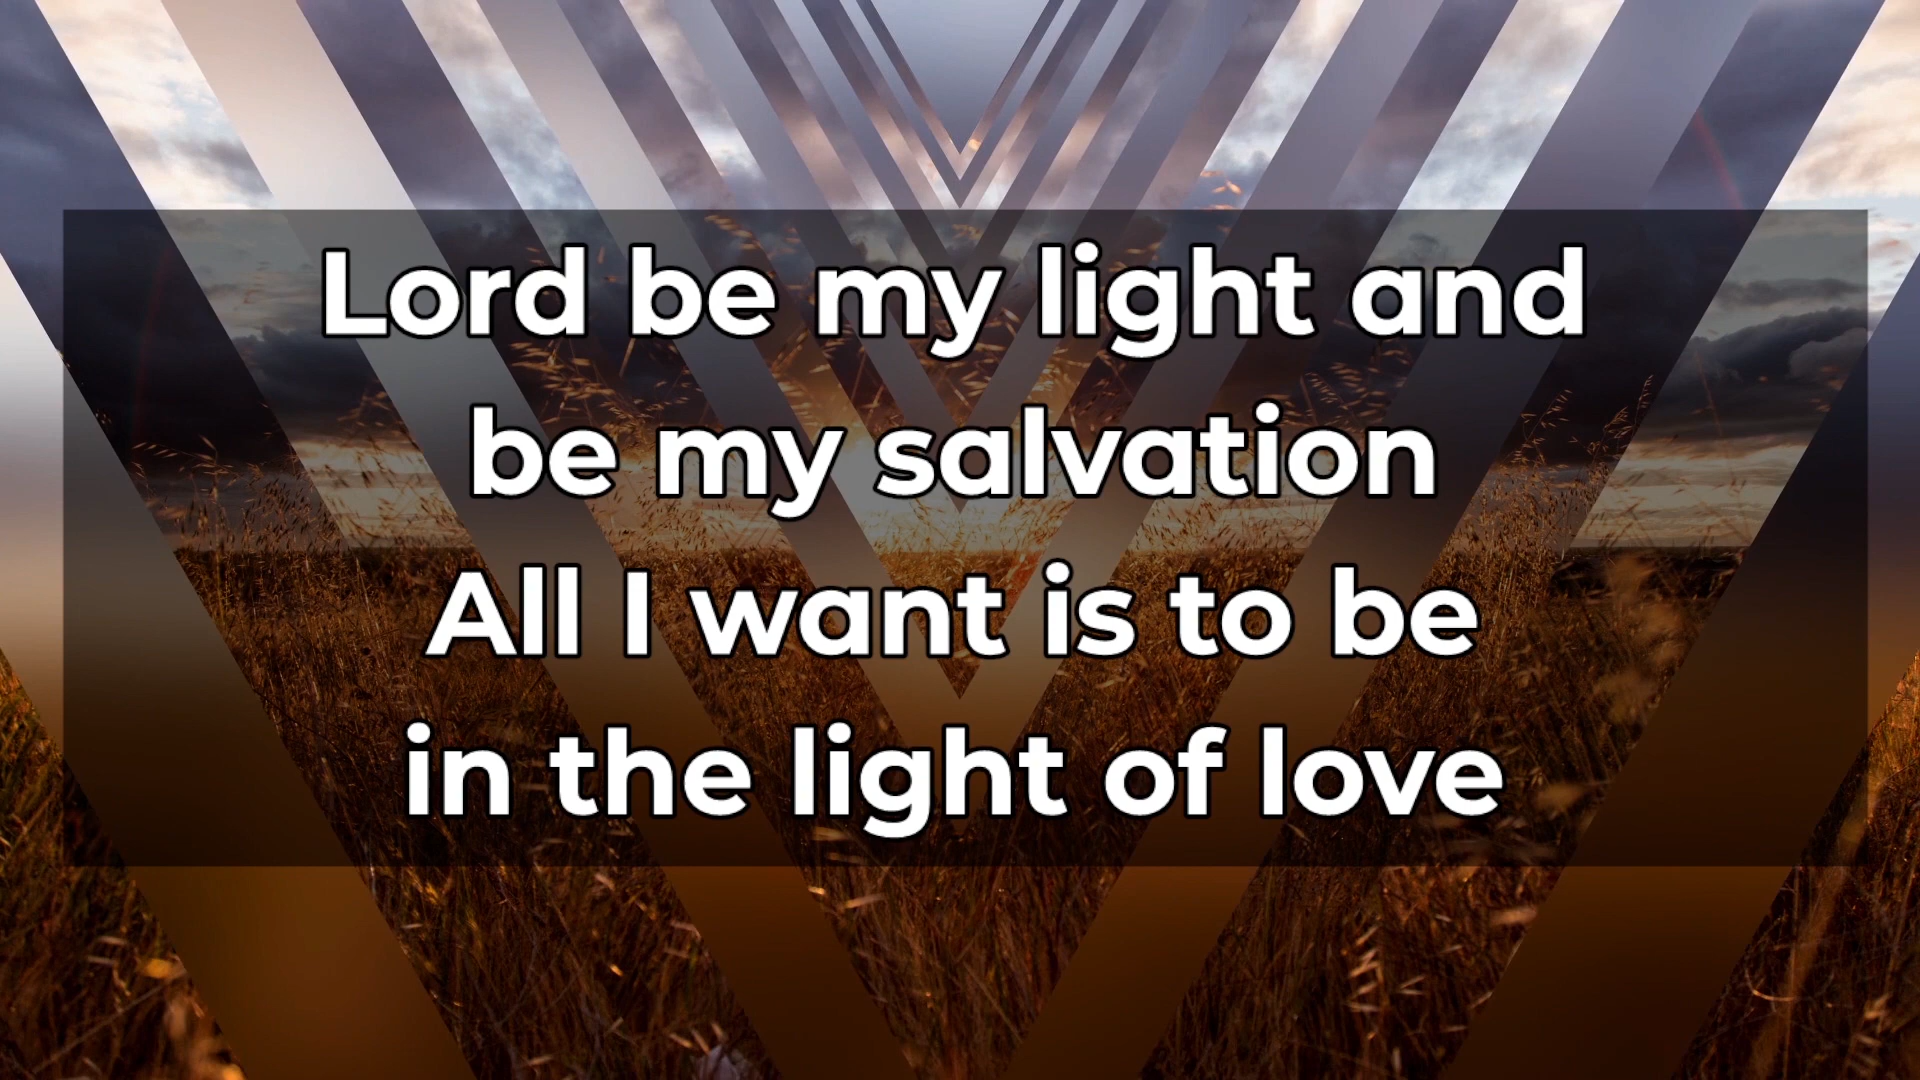 Lord be my light and
be my salvation
All I want is to be
in the light of love